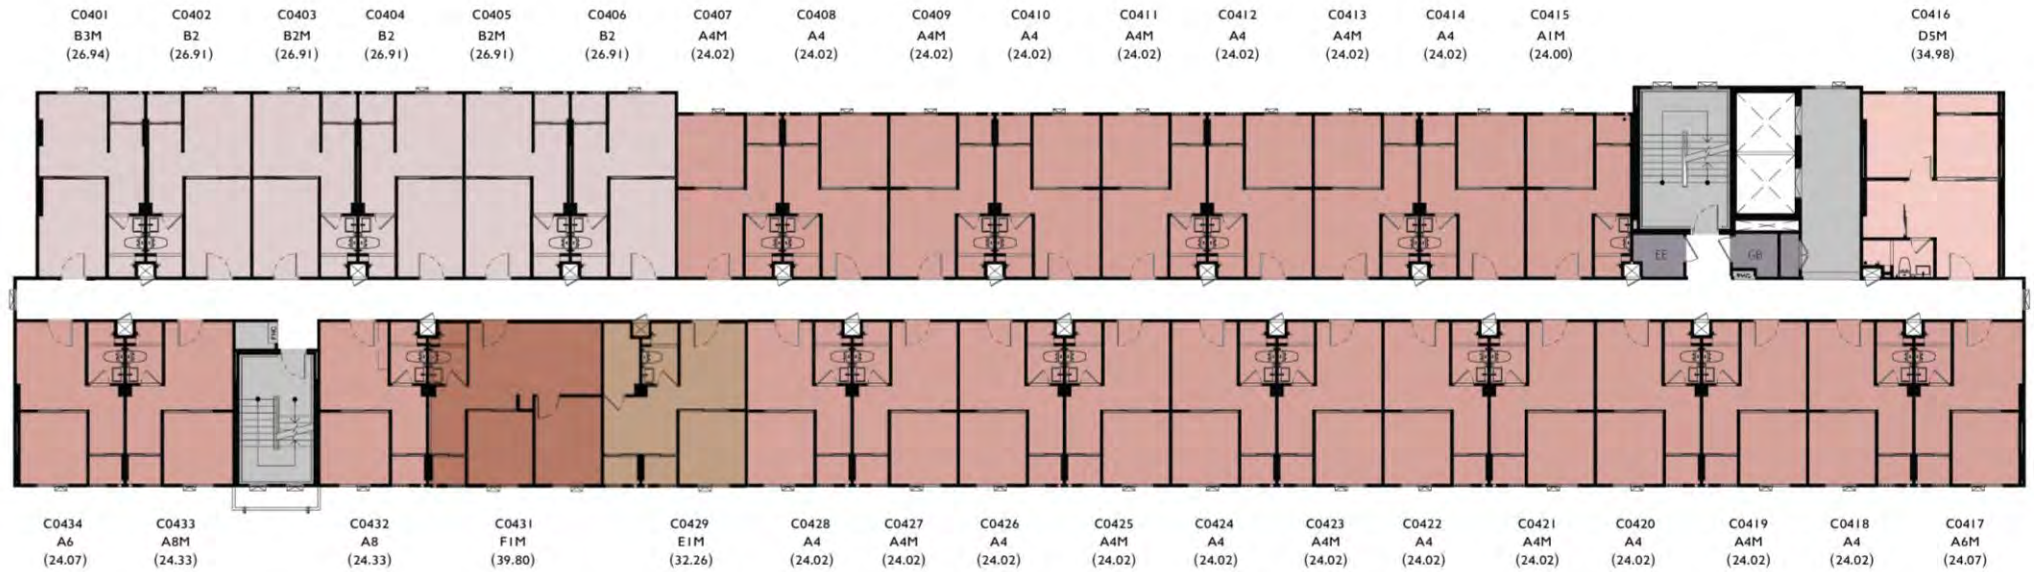 C0401 C0402 C0403 C0404 C0405 C0406 C0407 C0408 C0409 C0410 C0411 C0412 C0413 C0414 C0415 C0416
B3M B2 B2M B2 B2M B2 A4M A4 A4M A4 A4M A4 A4M A4 A1M D5M
(26.94) (26.91) (26.91) (26.91) (26.91) (26.91) (24.02) (24.02) (24.02) (24.02) (24.02) (24.02) (24.02) (24.02) (24.00) (34.98)
EE GB
C0434 C0433 C0432 C0431 C0429 C0428 C0427 C0426 C0425 C0424 C0423 C0422 C0421 C0420 C0419 C0418 C0417
A6 A8M A8 F1M E1M A4 A4M A4 A4M A4 A4M A4 A4M A4 A4M A4 A6M
(24.07) (24.33) (24.33) (39.80) (32.26) (24.02) (24.02) (24.02) (24.02) (24.02) (24.02) (24.02) (24.02) (24.02) (24.02) (24.02) (24.07)